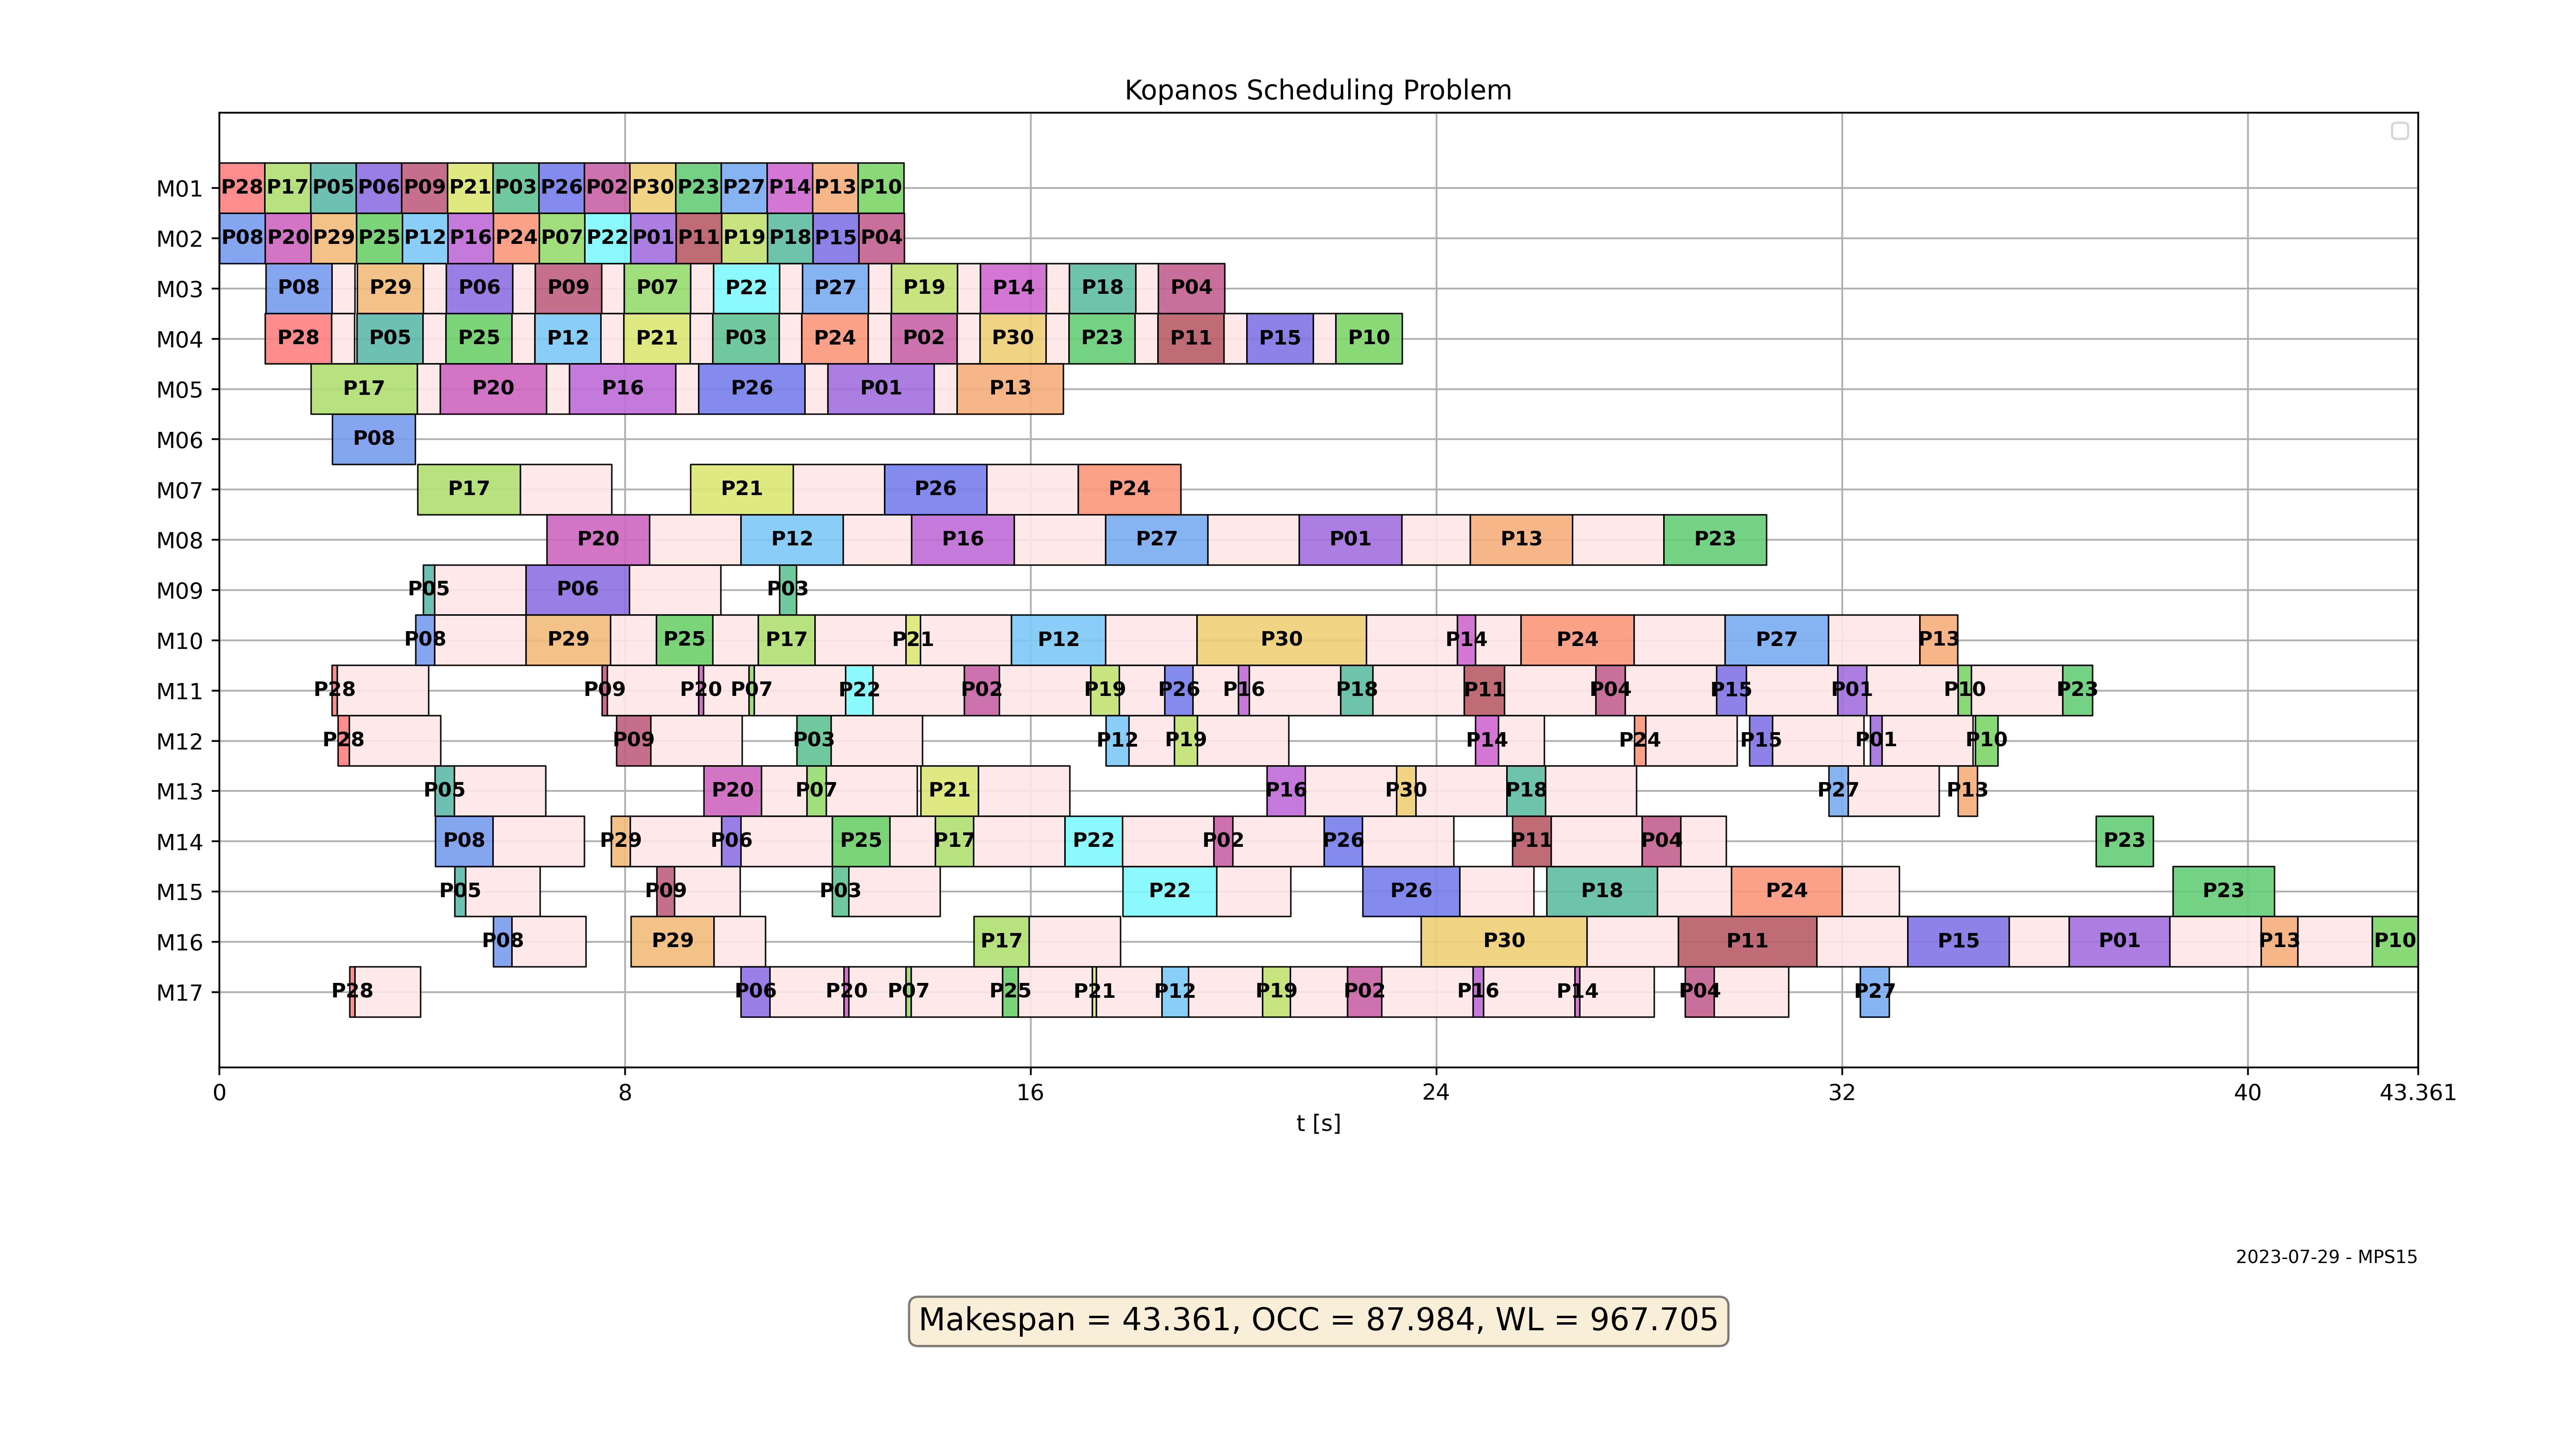 Kopanos Scheduling Problem
M01 P28 P17 P05 P06 P09 P21 P03 P26 P02 P30 P23 P27 P14 P13 P10
M02 P08 P20 P29 P25 P12 P16 P24 P07 P22 P01 P11 P19 P18 P15 P04
M03 P08 P29 P06 P09 P07 P22 P27 P19 P14 P18 P04
M04 P28 P05 P25 P12 P21 P03 P24 P02 P30 P23 P11 P15 P10
M05 P17 P20 P16 P26 P01 P13
M06 P08
M07 P17 P21 P26 P24
M08 P20 P12 P16 P27 P01 P13 P23
M09 P05 P06 P03
M10 P08 P29 P25 P17 P21 P12 P30 P14 P24 P27 P13
M11 P28 P09 P20 P07 P22 P02 P19 P26 P16 P18 P11 P04 P15 P01 P10 P23
M12 P28 P09 P03 P12 P19 P14 P24 P15 P01 P10
M13 P05 P20 P07 P21 P16 P30 P18 P27 P13
M14 P08 P29 P06 P25 P17 P22 P02 P26 P11 P04 P23
M15 P05 P09 P03 P22 P26 P18 P24 P23
M16 P08 P29 P17 P30 P11 P15 P01 P13 P10
M17 P28 P06 P20 P07 P25 P21 P12 P19 P02 P16 P14 P04 P27
0 8 16 24 32 40 43.361
t [s]
2023-07-29 - MPS15
Makespan = 43.361, OCC = 87.984, WL = 967.705